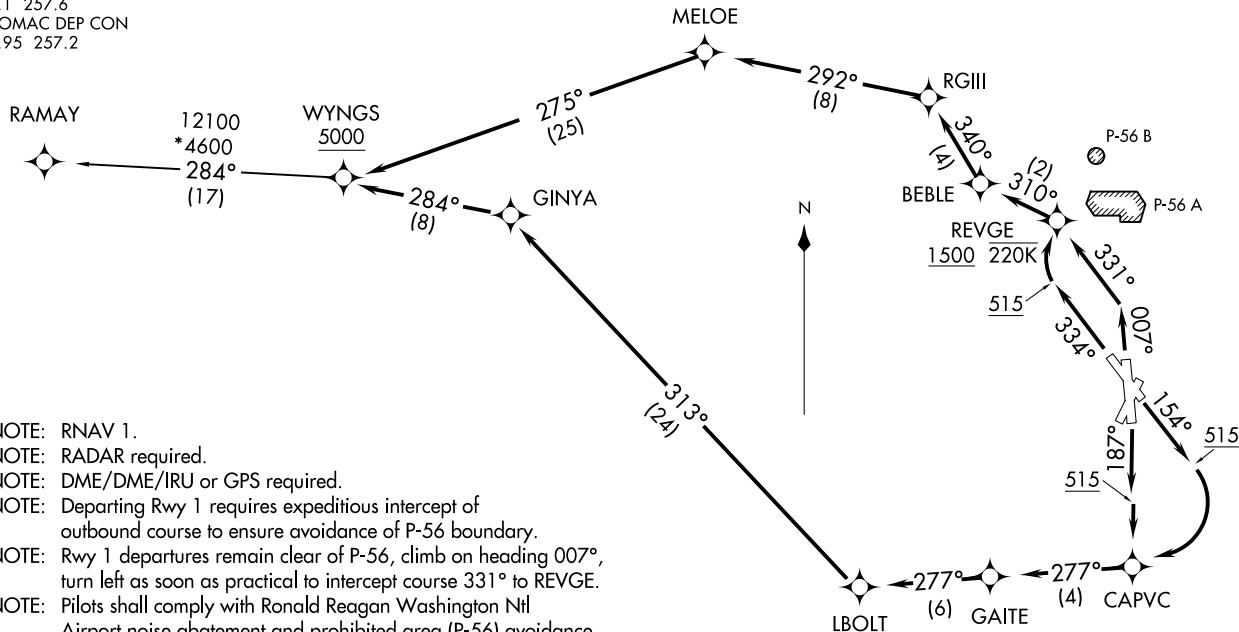 257.6
DEP CON
257.2
MELOE
292°
(8)
RGIII
RAMAY
12100
*4600
284°
(17)
WYNGS
5000
275°
(25)
340°
(4)
P-56 B
(2)
310°
BEBLE
P-56 A
284°
(8)
GINYA
N
REVGE
1500 220K
331°
515
334°
007°
313°
(24)
154°
187°
515
515
NOTE: RNAV 1.
NOTE: RADAR required.
NOTE: DME/DME/IRU or GPS required.
NOTE: Departing Rwy 1 requires expeditious intercept of
outbound course to ensure avoidance of P-56 boundary.
NOTE: Rwy 1 departures remain clear of P-56, climb on heading 007°,
turn left as soon as practical to intercept course 331° to REVGE.
NOTE: Pilots shall comply with Ronald Reagan Washington Ntl
Airport noise abatement and prohibited area (P-56) avoidance
277°
(6)
277°
(4)
LBOLT
GAITE
CAPVC